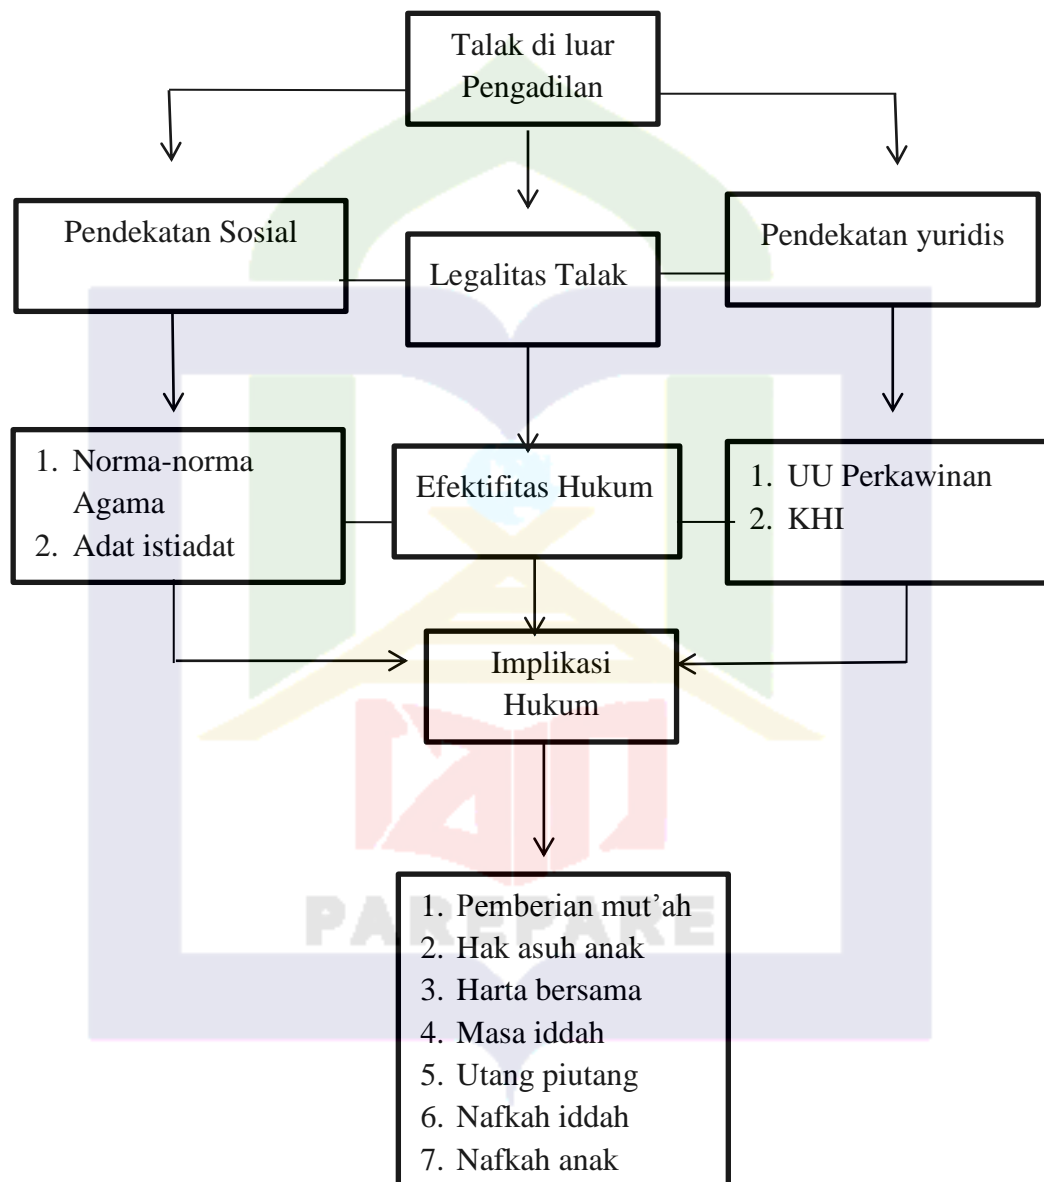 Talak di luar
Pengadilan
Pendekatan Sosial
Legalitas Talak
Pendekatan yuridis
1. Norma-norma
Agama
2. Adat istiadat
Efektifitas Hukum
1. UU Perkawinan
2. KHI
Implikasi
Hukum
1. Pemberian mut’ah
2. Hak asuh anak
3. Harta bersama
4. Masa iddah
5. Utang piutang
6. Nafkah iddah
7. Nafkah anak
PAREPARE